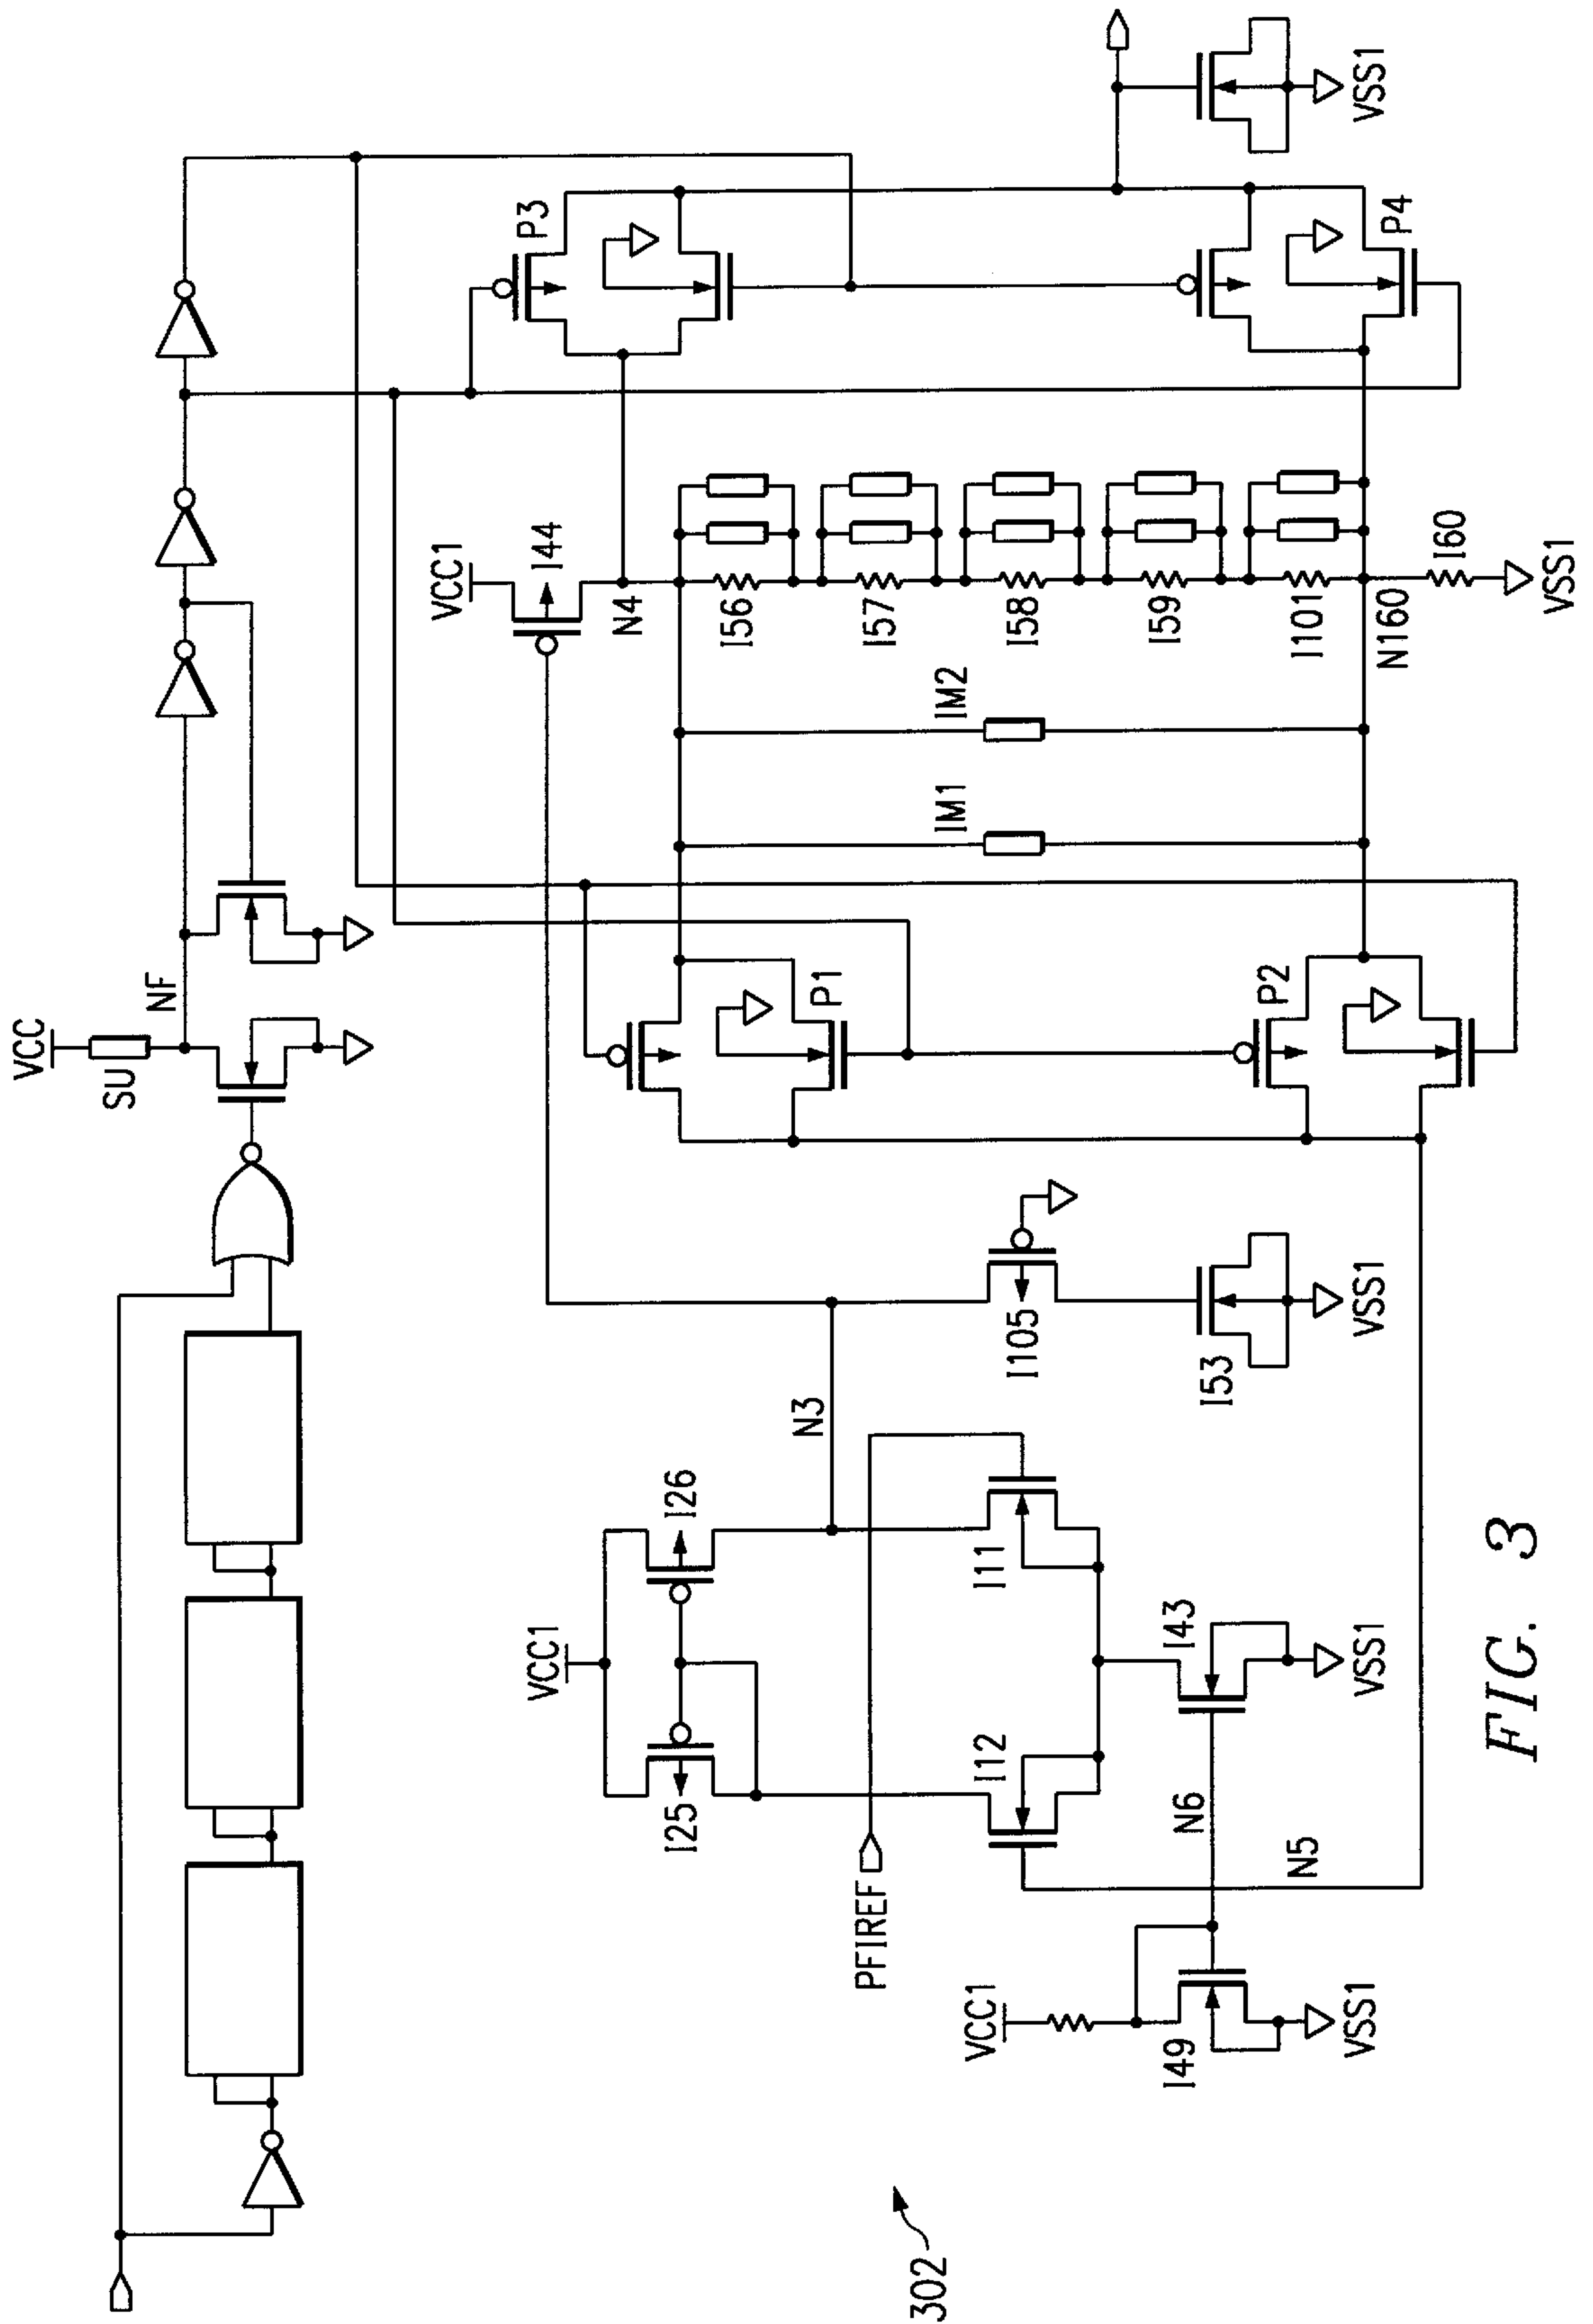 VCC
SU
NF
VCC1
I44
N4
P3
P1
IM1
IM2
I56
I57
I58
I59
I101
N160
I60
VSS1
P2
P4
VSS1
VCC1
I25
I26
N3
PFIREF
I12
I11
I105
I53
VSS1
I43
VSS1
N6
N5
VCC1
I49
VSS1
302
FIG. 3